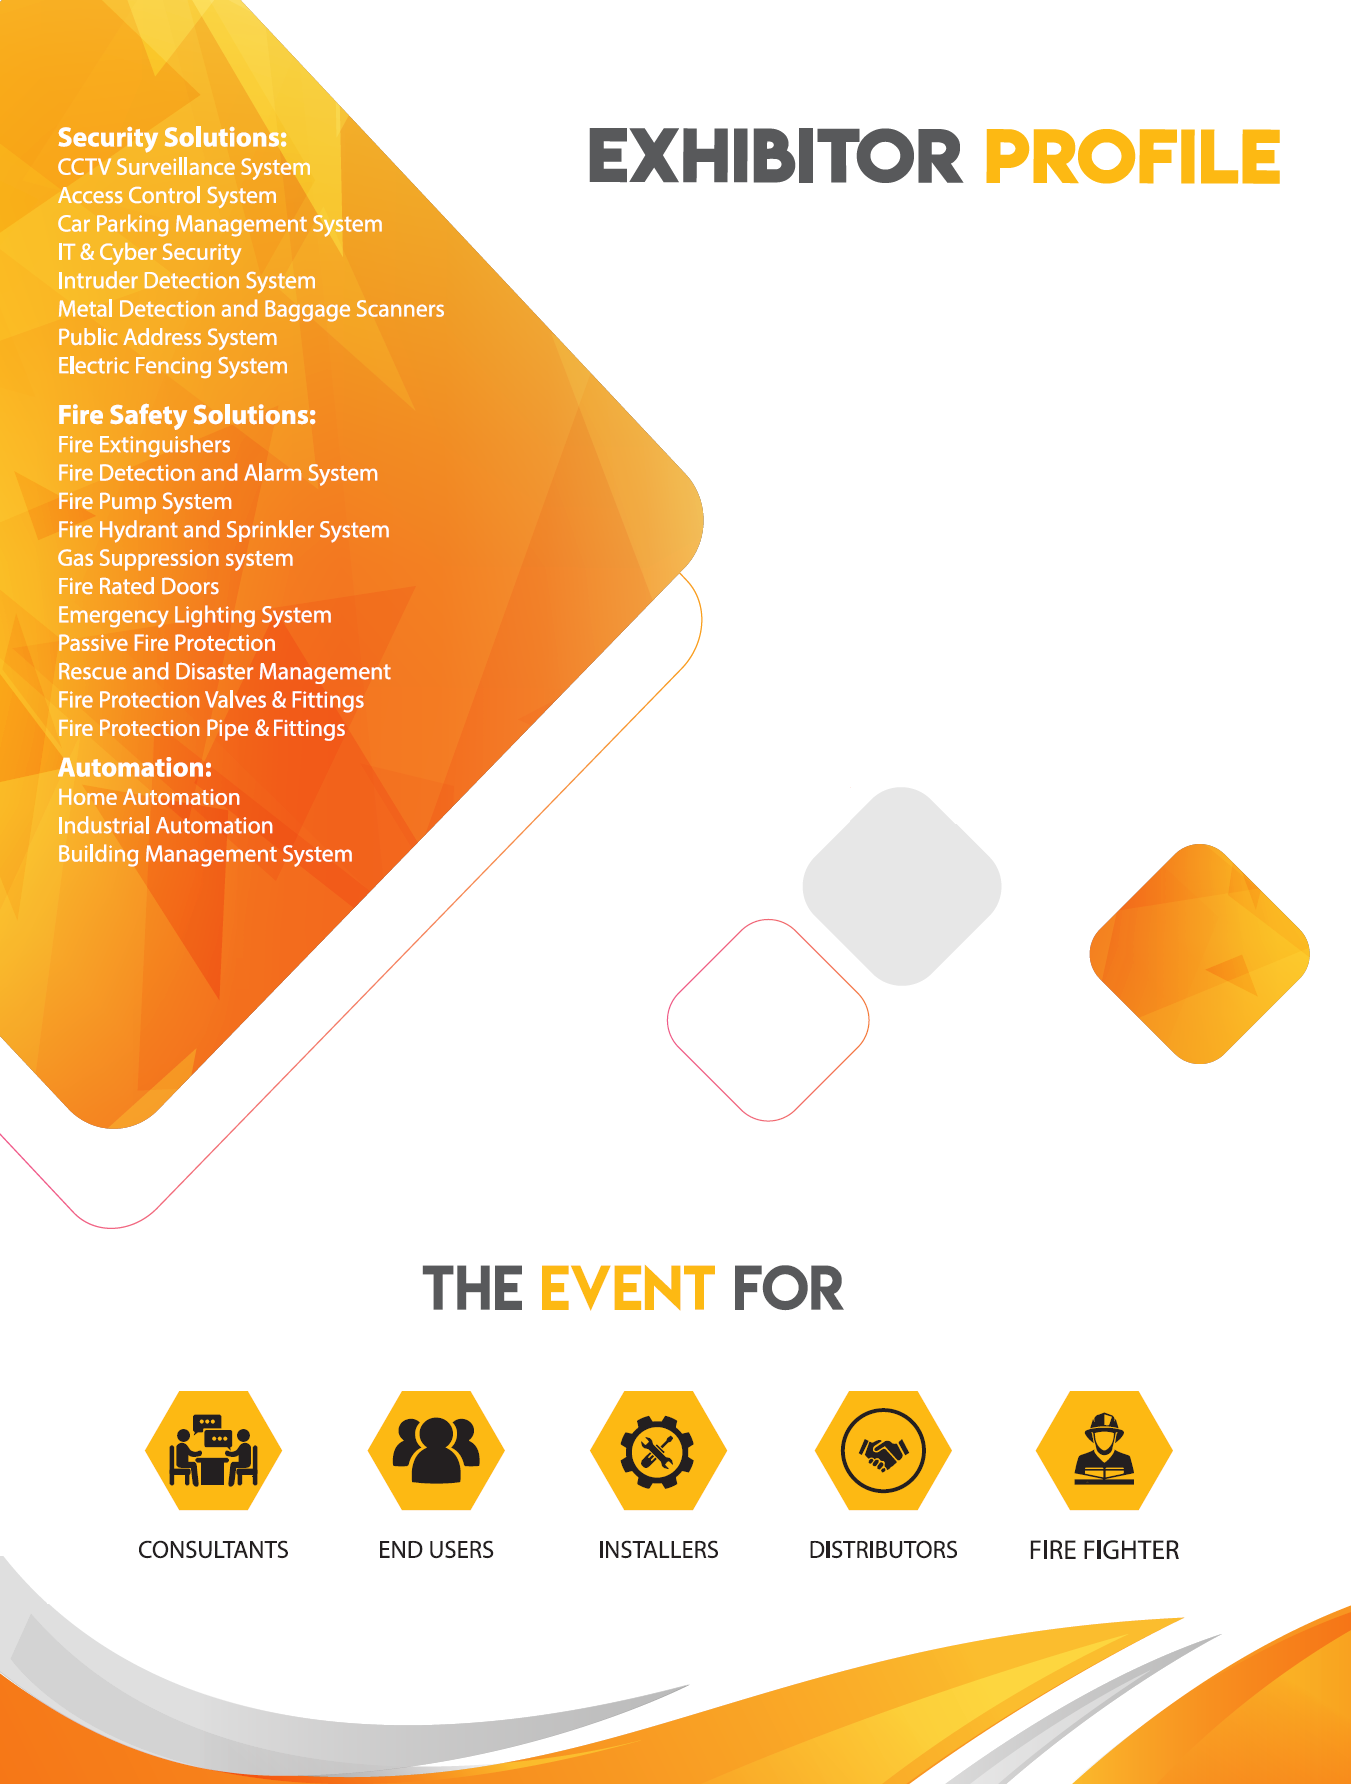 EXHIBITOR PROFILE
Security Solutions:
CCTV Surveillance System
Access Control System
Car Parking Management System
IT & Cyber Security
Intruder Detection System
Metal Detection and Baggage Scanners
Public Address System
Electric Fencing System
Fire Safety Solutions:
Fire Extinguishers
Fire Detection and Alarm System
Fire Pump System
Fire Hydrant and Sprinkler System
Gas Suppression system
Fire Rated Doors
Emergency Lighting System
Passive Fire Protection
Rescue and Disaster Management
Fire Protection Valves & Fittings
Fire Protection Pipe & Fittings
Automation:
Home Automation
Industrial Automation
Building Management System
THE EVENT FOR
CONSULTANTS
END USERS
INSTALLERS
DISTRIBUTORS
FIRE FIGHTER